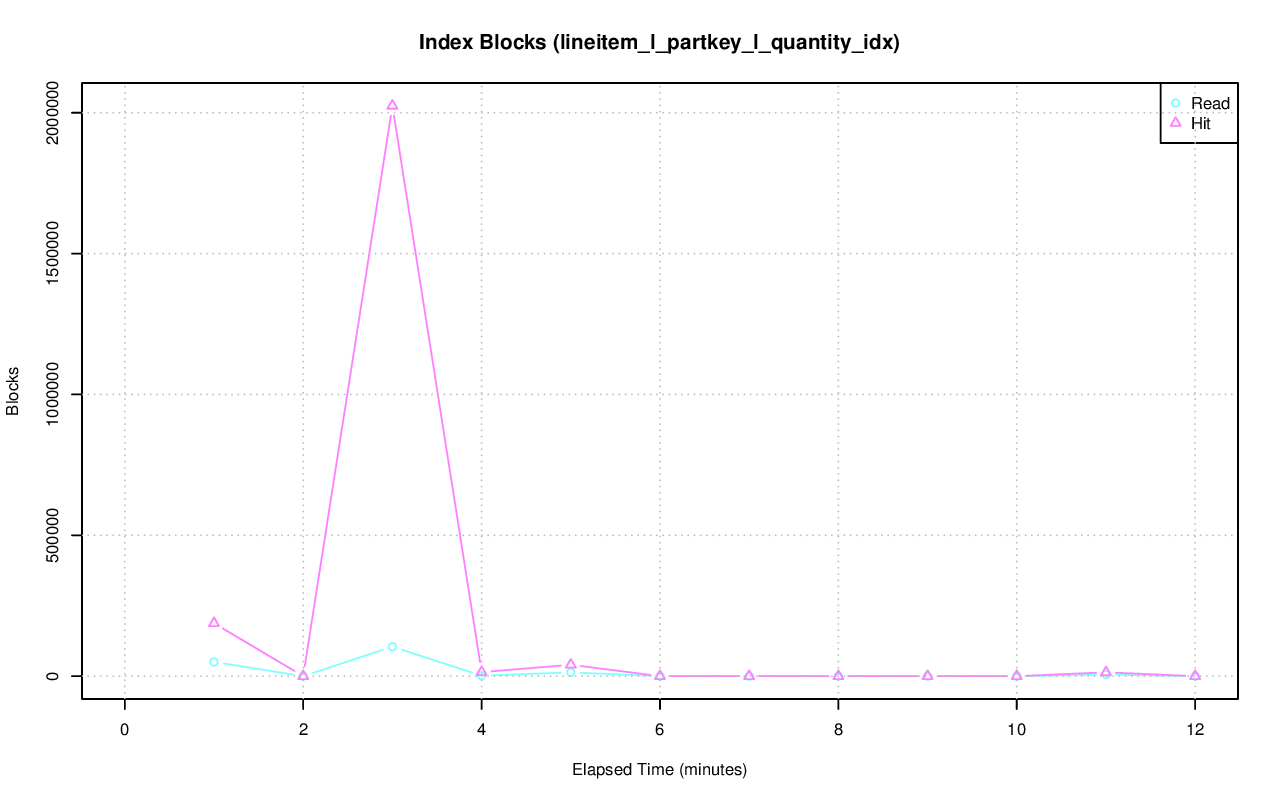 Index Blocks (lineitem_l_partkey_l_quantity_idx)
Read
Hit
Blocks
2000000
1500000
1000000
500000
0
0 2 4 6 8 10 12
Elapsed Time (minutes)